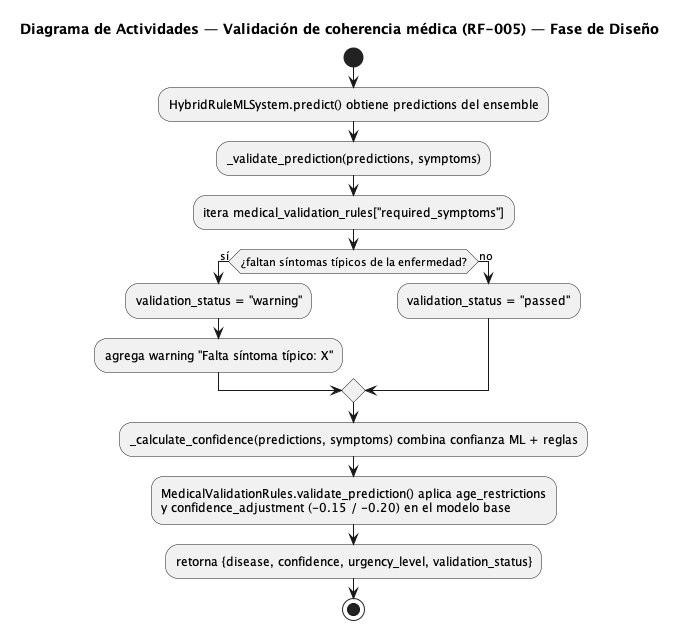 Diagrama de Actividades — Validación de coherencia médica (RF-005) — Fase de Diseño
HybridRuleMLSystem.predict() obtiene predictions del ensemble
_validate_prediction(predictions, symptoms)
itera medical_validation_rules["required_symptoms"]
sí
¿faltan síntomas típicos de la enfermedad?
no
validation_status = "warning"
validation_status = "passed"
agrega warning "Falta síntoma típico: X"
_calculate_confidence(predictions, symptoms) combina confianza ML + reglas
MedicalValidationRules.validate_prediction() aplica age_restrictions
y confidence_adjustment (-0.15 / -0.20) en el modelo base
retorna {disease, confidence, urgency_level, validation_status}